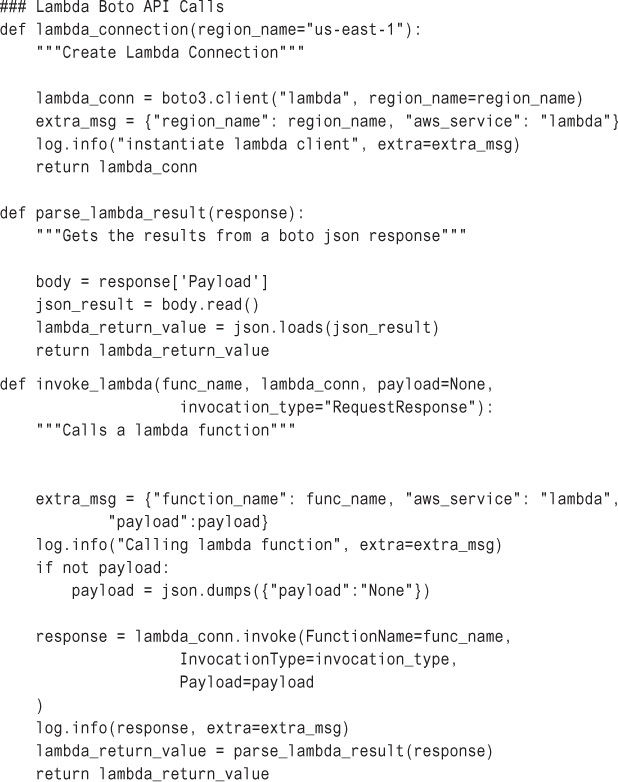 ### Lambda Boto API Calls
def lambda_connection(region_name="us-east-1"):
    """Create Lambda Connection"""

    lambda_conn = boto3.client("lambda", region_name=region_name)
    extra_msg = {"region_name": region_name, "aws_service": "lambda"}
    log.info("instantiate lambda client", extra=extra_msg)
    return lambda_conn

def parse_lambda_result(response):
    """Gets the results from a boto json response"""

    body = response['Payload']
    json_result = body.read()
    lambda_return_value = json.loads(json_result)
    return lambda_return_value

def invoke_lambda(func_name, lambda_conn, payload=None,
                    invocation_type="RequestResponse"):
    """Calls a lambda function"""


    extra_msg = {"function_name": func_name, "aws_service": "lambda",
            "payload":payload}
    log.info("Calling lambda function", extra=extra_msg)
    if not payload:
        payload = json.dumps({"payload":"None"})

    response = lambda_conn.invoke(FunctionName=func_name,
                    InvocationType=invocation_type,
                    Payload=payload
    )
    log.info(response, extra=extra_msg)
    lambda_return_value = parse_lambda_result(response)
    return lambda_return_value